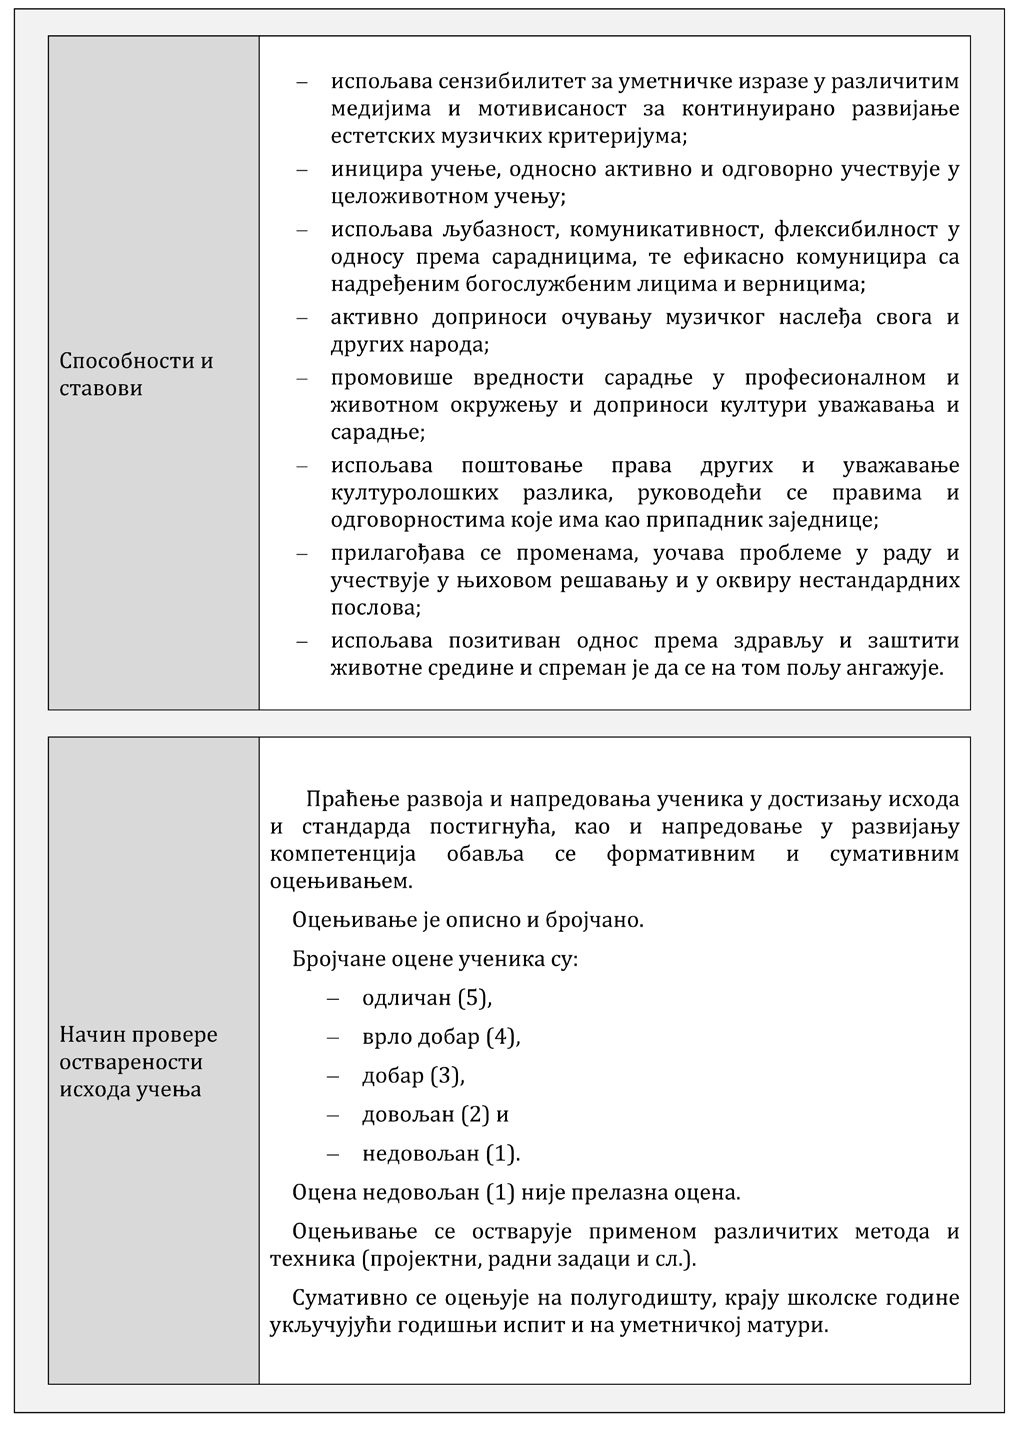 Способности и
ставови
– испољава сензибилитет за уметничке изразе у различитим
медијима и мотивисаност за континуирано развијање
естетских музичких критеријума;
– иницира учење, односно активно и одговорно учествује у
целоживотном учењу;
– испољава љубазност, комуникативност, флексибилност у
односу према сарадницима, те ефикасно комуницира са
надређеним богослужбеним лицима и верницима;
– активно доприноси очувању музичког наслеђа свога и
других народа;
– промовише вредности сарадње у професионалном и
животном окружењу и доприноси култури уважавања и
сарадње;
– испољава поштовање права других и уважавање
културолошких разлика, руководећи се правима и
одговорностима које има као припадник заједнице;
– прилагођава се променама, уочава проблеме у раду и
учествује у њиховом решавању и у оквиру нестандардних
послова;
– испољава позитиван однос према здрављу и заштити
животне средине и спреман је да се на том пољу ангажује.
Начин провере
остварености
исхода учења
Праћење развоја и напредовања ученика у достизању исхода
и стандарда постигнућа, као и напредовање у развијању
компетенција обавља се формативним и сумативним
оцењивањем.
Оцењивање је описно и бројчано.
Бројчане оцене ученика су:
– одличан (5),
– врло добар (4),
– добар (3),
– довољан (2) и
– недовољан (1).
Оцена недовољан (1) није прелазна оцена.
Оцењивање се остварује применом различитих метода и
техника (пројектни, радни задаци и сл.).
Сумативно се оцењује на полугодишту, крају школске године
укључујући годишњи испит и на уметничкој матури.